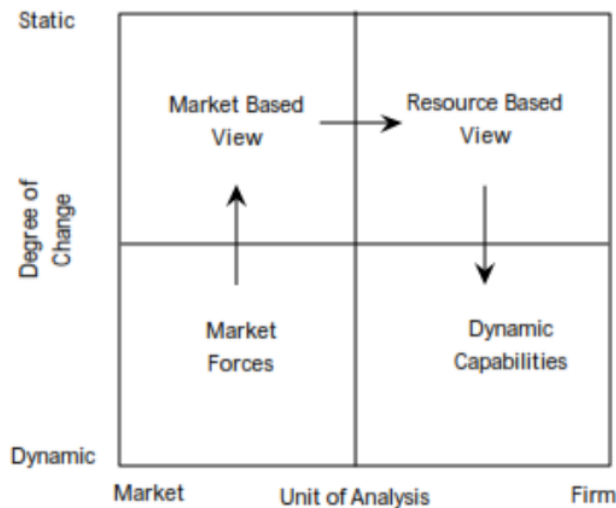 Static
Market Based
View
Resource Based
View
Degree of
Change
Market
Forces
Dynamic
Capabilities
Dynamic
Market
Unit of Analysis
Firm